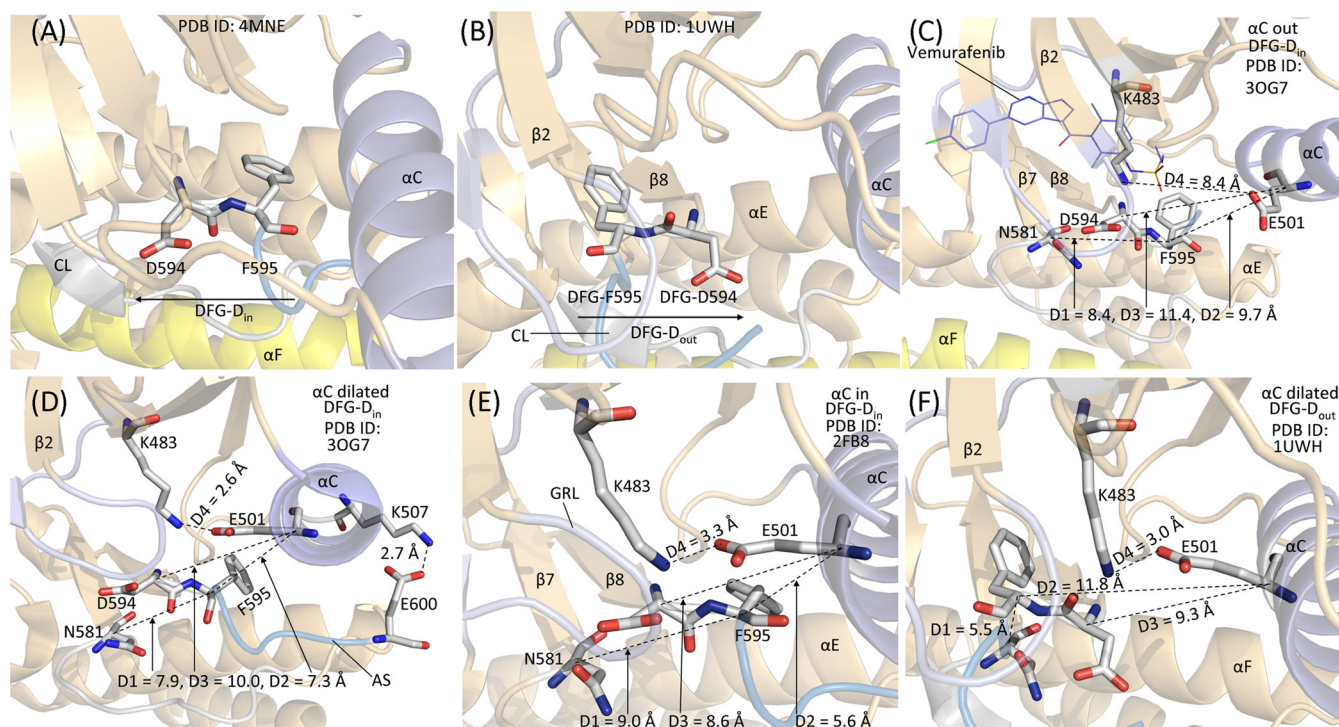 (A)
PDB ID: 4MNE
αC
D594
F595
CL
DFG-Din
αF
(B)
PDB ID: 1UWH
β2
β8
αC
αE
DFG-F595
DFG-D594
CL
DFG-Dout
(C)
αC out
DFG-Din
PDB ID:
3OG7
Vemurafenib
β2
K483
αC
D4 = 8.4 Å
β7
β8
D594
N581
E501
F595
αE
D1 = 8.4, D3 = 11.4, D2 = 9.7 Å
αF
(D)
αC dilated
DFG-Din
PDB ID:
3OG7
β2
K483
D4 = 2.6 Å
αC
E501
K507
2.7 Å
D594
F595
E600
N581
D1 = 7.9, D3 = 10.0, D2 = 7.3 Å
AS
(E)
αC in
DFG-Din
PDB ID:
2FB8
αC
K483
GRL
D4 = 3.3 Å
E501
β7
β8
N581
F595
αE
D1 = 9.0 Å
D3 = 8.6 Å
D2 = 5.6 Å
(F)
αC dilated
DFG-Dout
PDB ID:
1UWH
β2
K483
D4 = 3.0 Å
E501
αC
D2 = 11.8 Å
D3 = 9.3 Å
D1 = 5.5 Å
αF